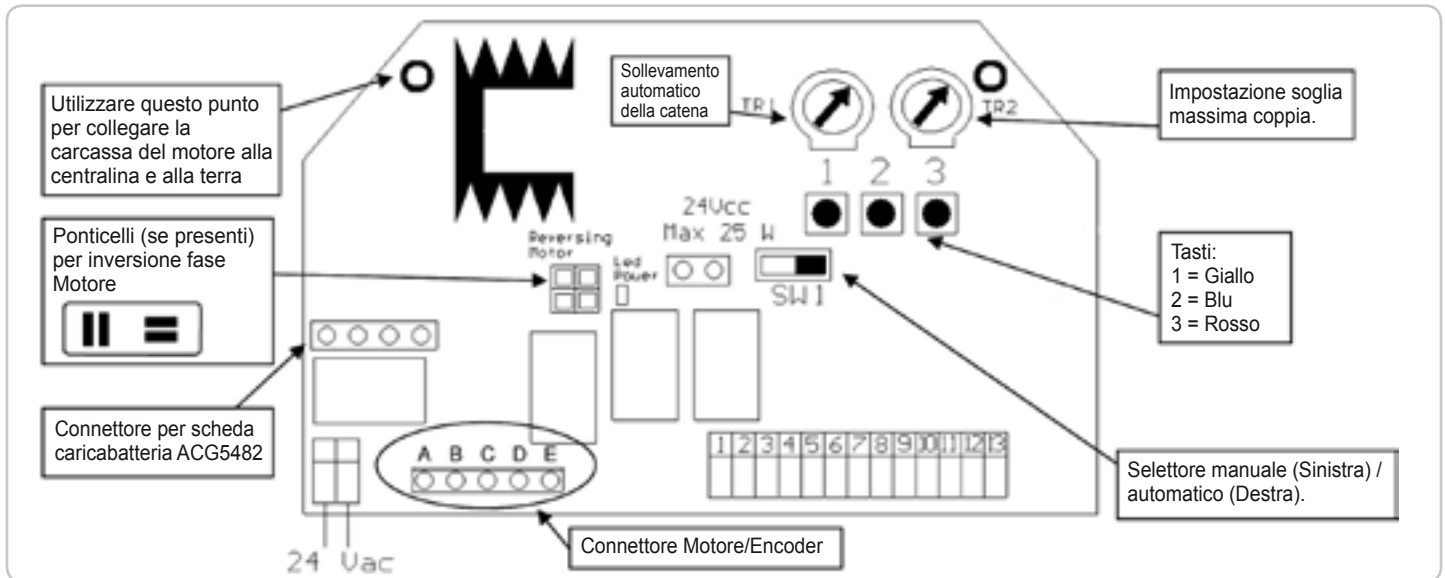 Utilizzare questo punto
per collegare la
carcassa del motore alla
centralina e alla terra
Sollevamento
automatico
della catena
TR1
TR2
Impostazione soglia
massima coppia.
1 2 3
Ponticelli (se presenti)
per inversione fase
Motore
Reversing
Motor
Led
Power
24Vcc
Max 25 W
SW1
Tasti:
1 = Giallo
2 = Blu
3 = Rosso
Connettore per scheda
caricabatteria ACG5482
A B C D E
1 2 3 4 5 6 7 8 9 10 11 12 13
Selettore manuale (Sinistra) /
automatico (Destra).
Connettore Motore/Encoder
24 Vac